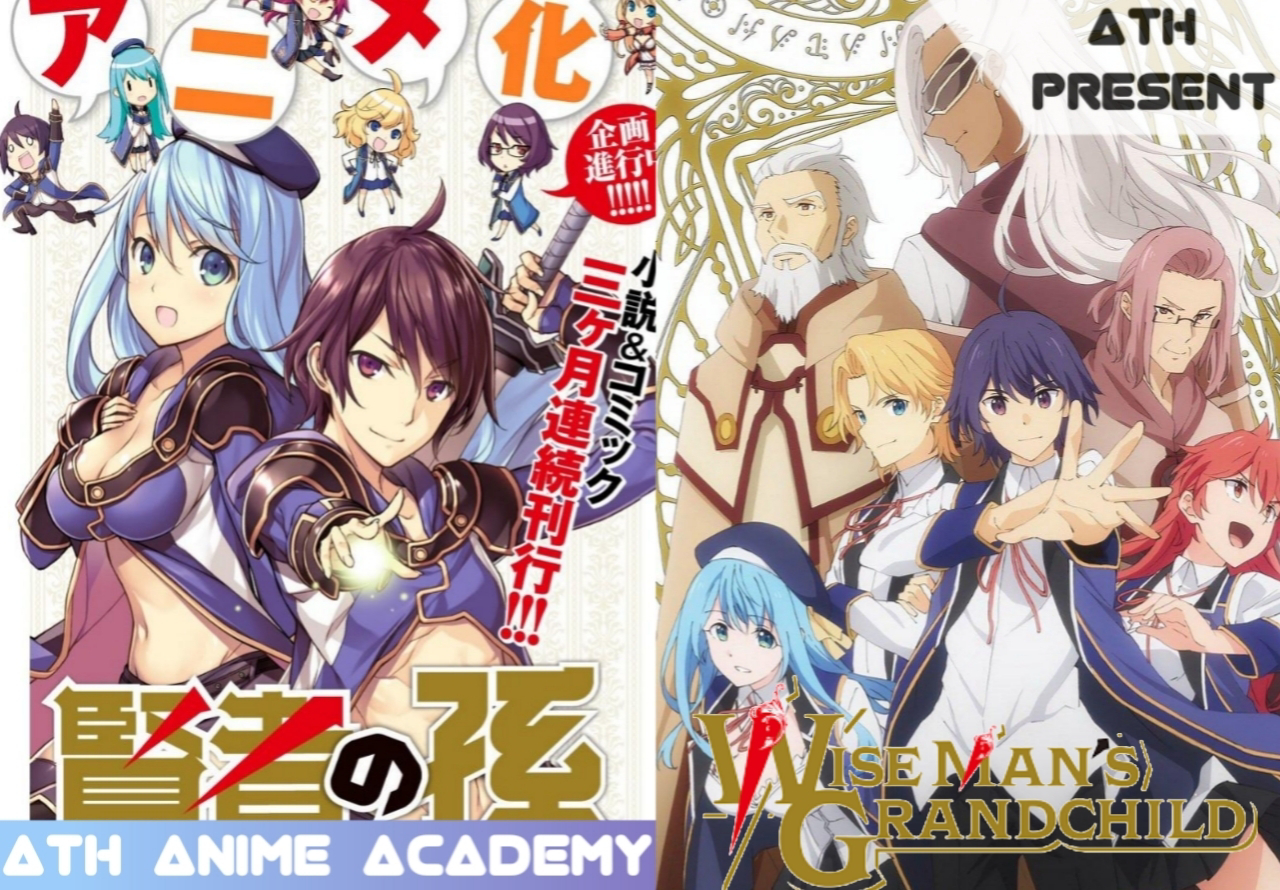 アニメ化
企画
進行中
!!!!!
小説&コミック
三ヶ月連続刊行!!!
賢者の孫
ATH ANIME ACADEMY
ATH
PRESENT
WISE MAN'S
GRANDCHILD